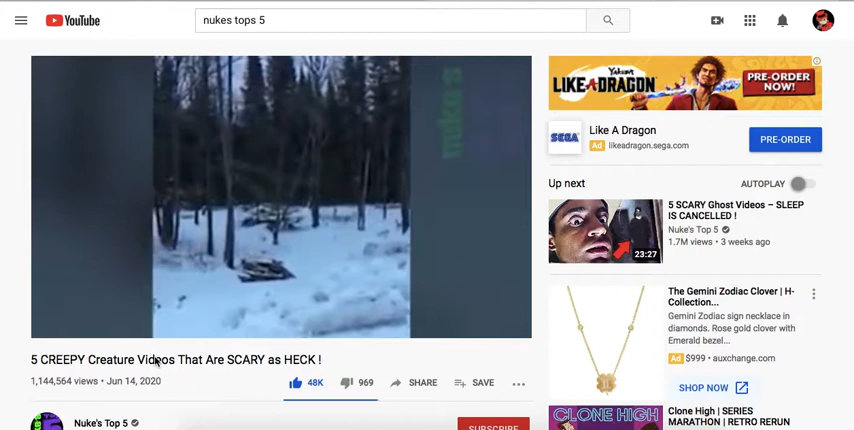 YouTube
nukes tops 5
Yakuza
LIKE A DRAGON
PRE-ORDER NOW!
SEGA
Like A Dragon
Ad likeadragon.sega.com
PRE-ORDER
Up next
AUTOPLAY
5 SCARY Ghost Videos – SLEEP
IS CANCELLED !
Nuke's Top 5
1.7M views • 3 weeks ago
23:27
The Gemini Zodiac Clover | H-
Collection...
Gemini Zodiac sign necklace in
diamonds. Rose gold clover with
Emerald bezel...
Ad $999 • auxchange.com
SHOP NOW
5 CREEPY Creature Videos That Are SCARY as HECK !
1,144,564 views • Jun 14, 2020
48K
969
SHARE
SAVE
Nuke's Top 5
SUBSCRIBE
CLONE HIGH
Clone High | SERIES
MARATHON | RETRO RERUN